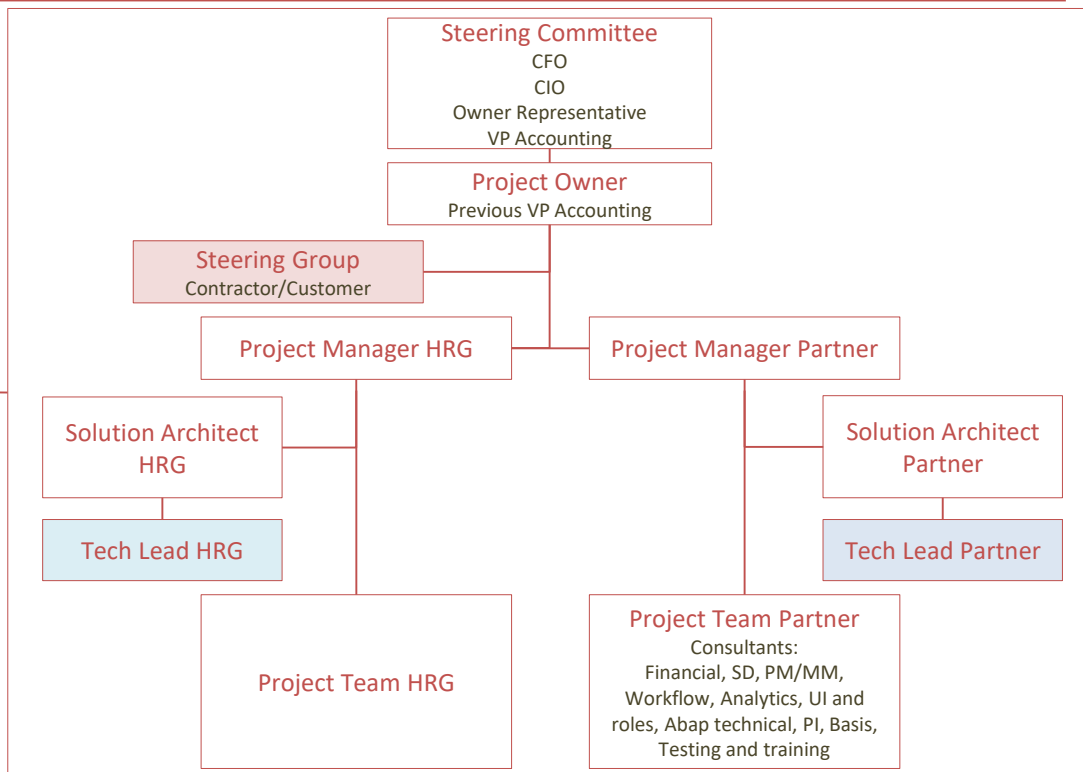 Steering Committee
CFO
CIO
Owner Representative
VP Accounting
Project Owner
Previous VP Accounting
Steering Group
Contractor/Customer
Project Manager HRG
Project Manager Partner
Solution Architect
HRG
Solution Architect
Partner
Tech Lead HRG
Tech Lead Partner
Project Team HRG
Project Team Partner
Consultants:
Financial, SD, PM/MM,
Workflow, Analytics, UI and
roles, Abap technical, PI, Basis,
Testing and training